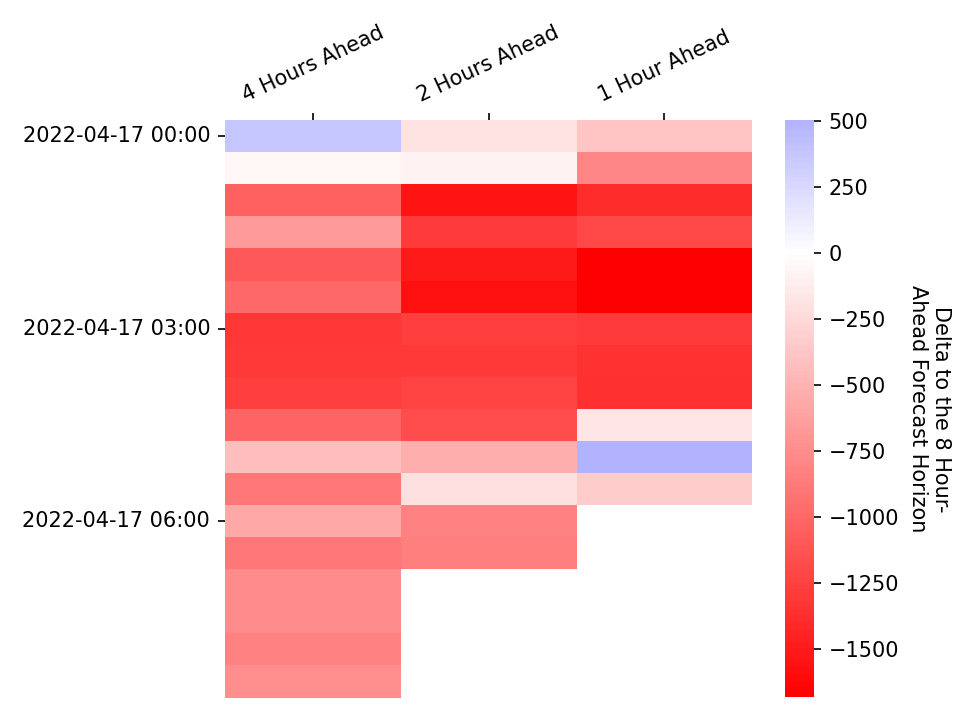 4 Hours Ahead
2 Hours Ahead
1 Hour Ahead
2022-04-17 00:00
2022-04-17 03:00
2022-04-17 06:00
500
250
0
−250
−500
−750
−1000
−1250
−1500
Delta to the 8 Hour-
Ahead Forecast Horizon